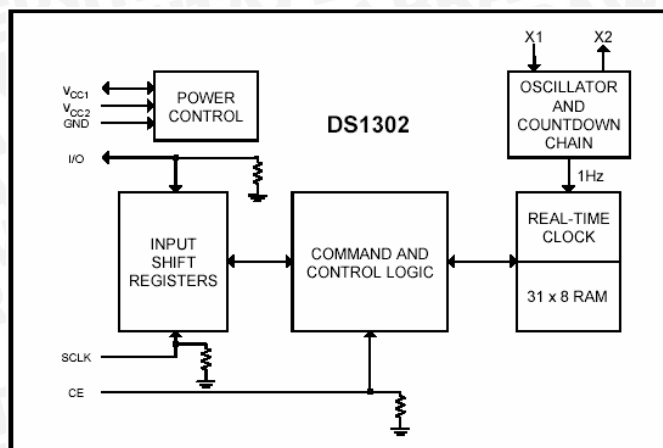 X1
X2
VCC1
VCC2
GND
POWER
CONTROL
DS1302
OSCILLATOR
AND
COUNTDOWN
CHAIN
I/O
1Hz
INPUT
SHIFT
REGISTERS
COMMAND AND
CONTROL LOGIC
REAL-TIME
CLOCK
31 x 8 RAM
SCLK
CE